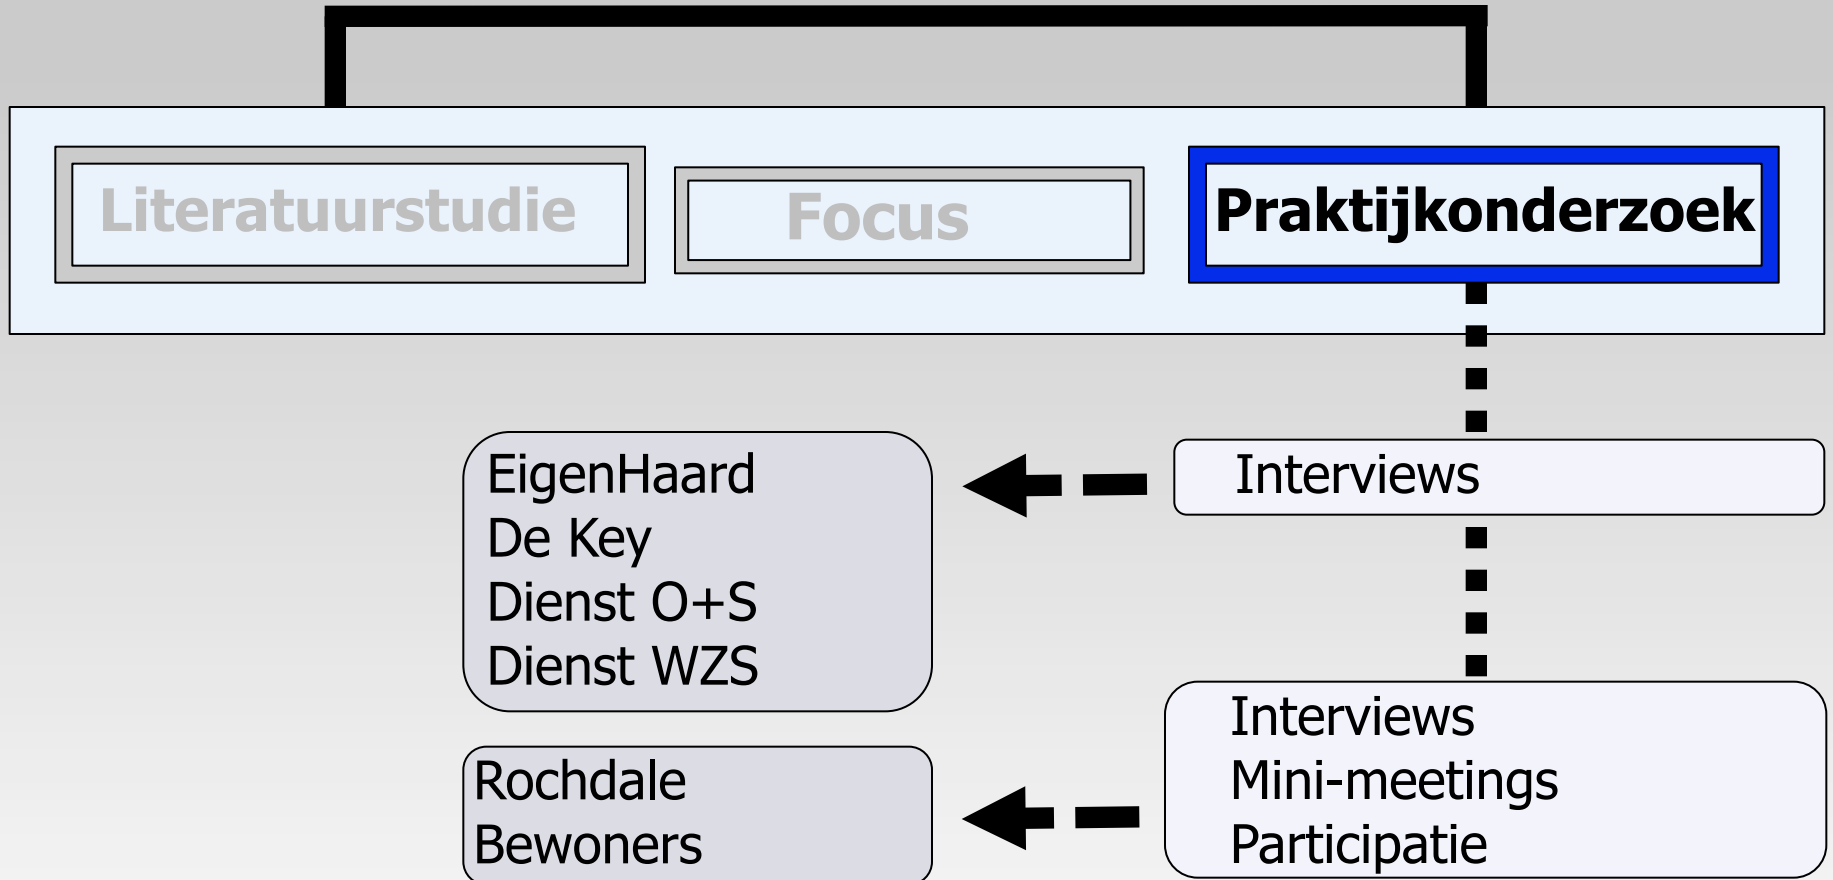 Literatuurstudie
Focus
Praktijkonderzoek
EigenHaard
De Key
Dienst O+S
Dienst WZS
Interviews
Rochdale
Bewoners
Interviews
Mini-meetings
Participatie